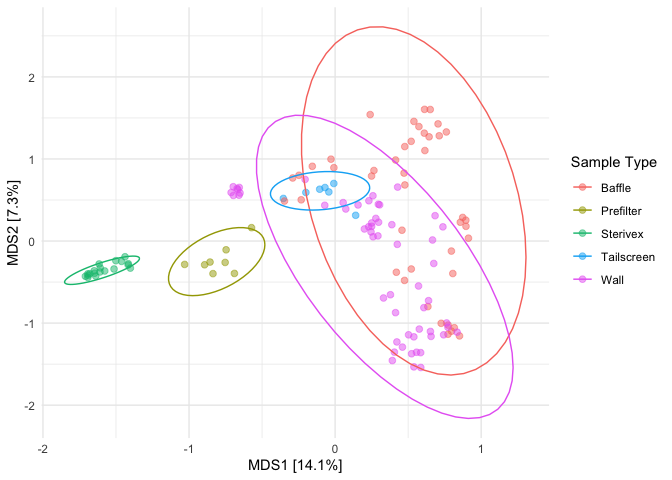 2
1
0
-1
-2
MDS2 [7.3%]
-2
-1
0
1
MDS1 [14.1%]
Sample Type
Baffle
Prefilter
Sterivex
Tailscreen
Wall